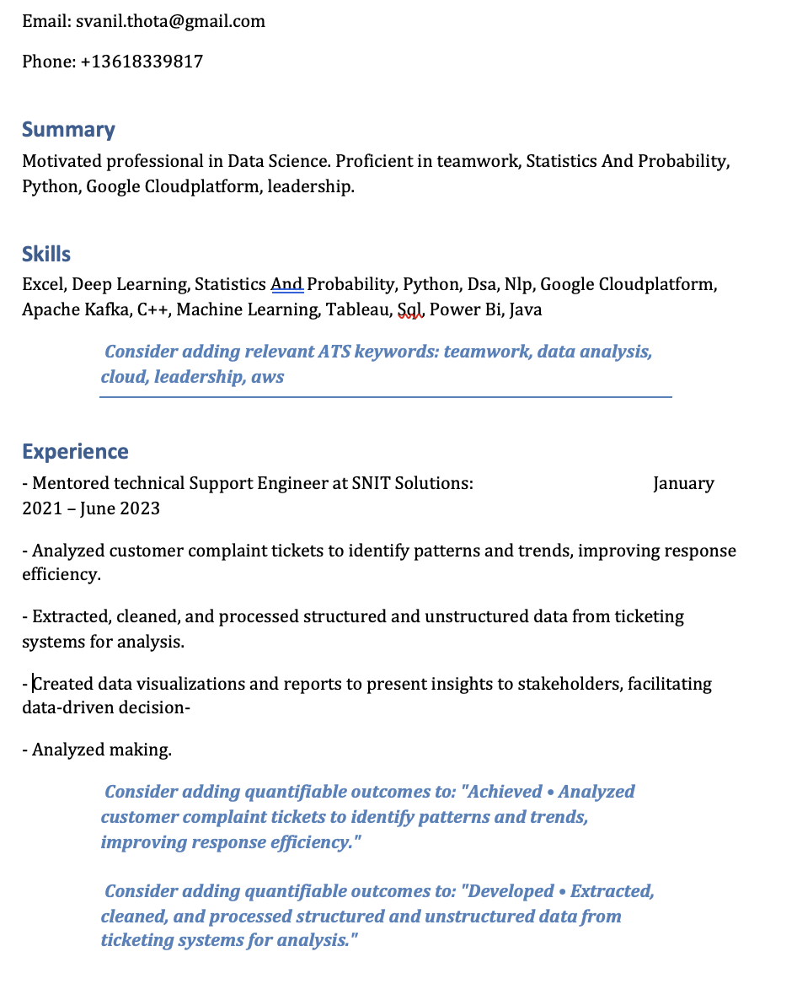 Email: svanil.thota@gmail.com
Phone: +13618339817
Summary
Motivated professional in Data Science. Proficient in teamwork, Statistics And Probability,
Python, Google Cloudplatform, leadership.
Skills
Excel, Deep Learning, Statistics And Probability, Python, Dsa, Nlp, Google Cloudplatform,
Apache Kafka, C++, Machine Learning, Tableau, Sql, Power Bi, Java
Consider adding relevant ATS keywords: teamwork, data analysis,
cloud, leadership, aws
Experience
- Mentored technical Support Engineer at SNIT Solutions: January
2021 – June 2023
- Analyzed customer complaint tickets to identify patterns and trends, improving response
efficiency.
- Extracted, cleaned, and processed structured and unstructured data from ticketing
systems for analysis.
- Created data visualizations and reports to present insights to stakeholders, facilitating
data-driven decision-
- Analyzed making.
Consider adding quantifiable outcomes to: "Achieved • Analyzed
customer complaint tickets to identify patterns and trends,
improving response efficiency."
Consider adding quantifiable outcomes to: "Developed • Extracted,
cleaned, and processed structured and unstructured data from
ticketing systems for analysis."